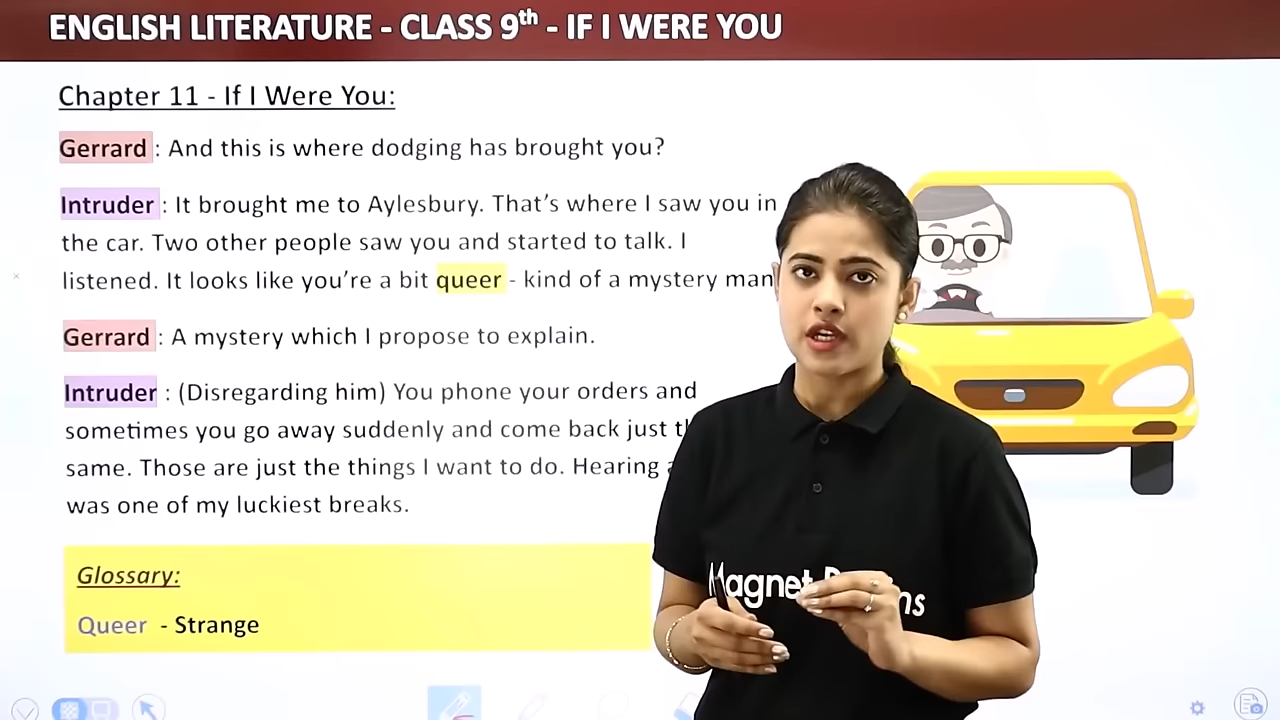 ENGLISH LITERATURE - CLASS 9th - IF I WERE YOU
Chapter 11 - If I Were You:
Gerrard : And this is where dodging has brought you?
Intruder : It brought me to Aylesbury. That's where I saw you in
the car. Two other people saw you and started to talk. I
listened. It looks like you're a bit queer - kind of a mystery man
Gerrard : A mystery which I propose to explain.
Intruder : (Disregarding him) You phone your orders and
sometimes you go away suddenly and come back just
same. Those are just the things I want to do. Hearing
was one of my luckiest breaks.
Glossary:
Queer - Strange
Magnet